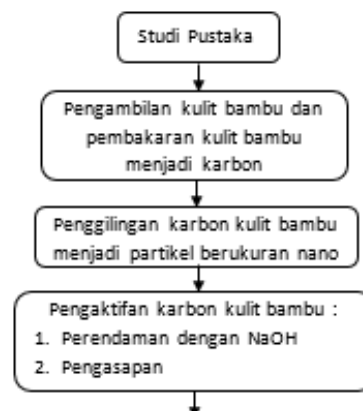 Studi Pustaka
Pengambilan kulit bambu dan
pembakaran kulit bambu
menjadi karbon
Penggilingan karbon kulit bambu
menjadi partikel berukuran nano
Pengaktifan karbon kulit bambu :
1. Perendaman dengan NaOH
2. Pengasapan